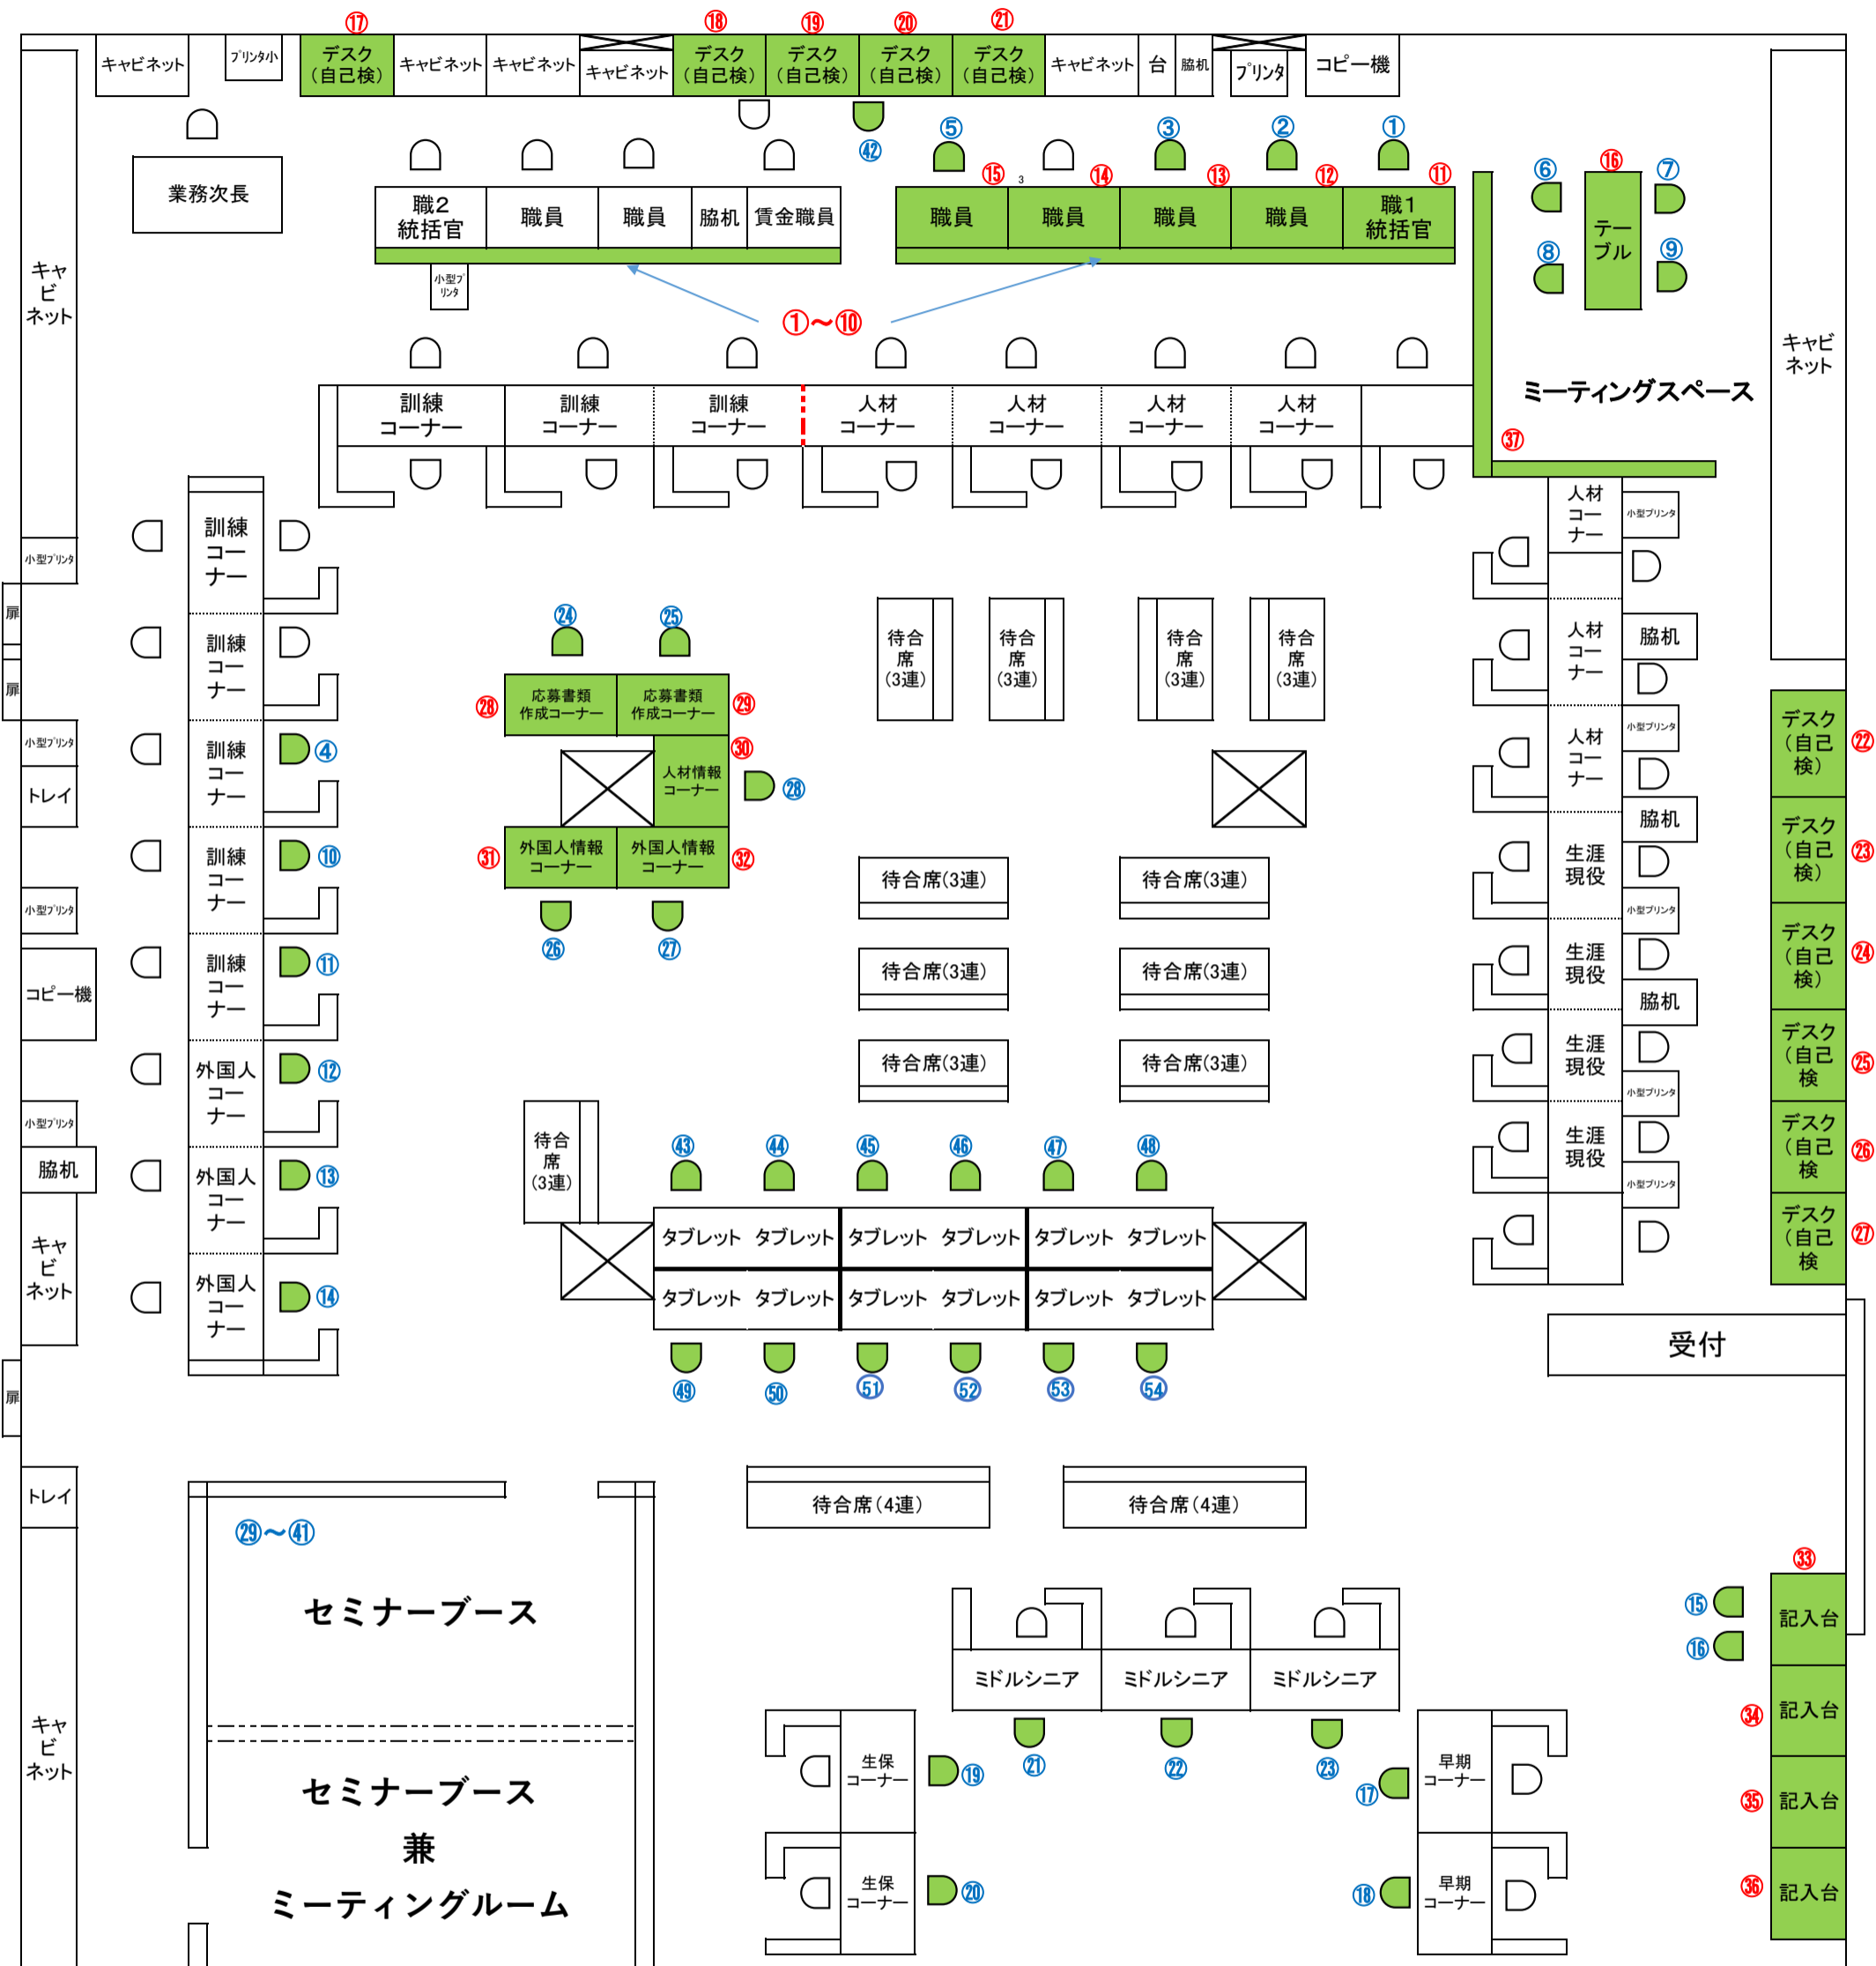 ⑰
⑱
⑲
⑳
㉑
キャビネット
プリンタ小
デスク
(自己検)
キャビネット
キャビネット
キャビネット
デスク
(自己検)
デスク
(自己検)
デスク
(自己検)
デスク
(自己検)
キャビネット
台
脇机
プリンタ
コピー機
㊷
⑤
③
②
①
⑥
⑯
⑦
業務次長
職2
統括官
職員
職員
脇机
賃金職員
⑮
3
⑭
⑬
⑫
⑪
職員
職員
職員
職員
職1
統括官
テー
ブル
⑧
⑨
キャ
ビ
ネット
小型プ
リンタ
①~⑩
キャビ
ネット
ミーティングスペース
訓練
コーナー
訓練
コーナー
訓練
コーナー
人材
コーナー
人材
コーナー
人材
コーナー
人材
コーナー
㊲
小型プリンタ
扉
扉
小型プリンタ
トレイ
小型プリンタ
コピー機
小型プリンタ
脇机
キャ
ビ
ネット
扉
トレイ
キャ
ビ
ネット
訓練
コー
ナー
訓練
コー
ナー
訓練
コー
ナー
④
訓練
コー
ナー
⑩
訓練
コー
ナー
⑪
外国人
コー
ナー
⑫
外国人
コー
ナー
⑬
外国人
コー
ナー
⑭
㉔
㉕
㉘
応募書類
作成コーナー
応募書類
作成コーナー
㉙
㉚
人材情報
コーナー
㉘
㉛
外国人情報
コーナー
外国人情報
コーナー
㉜
㉖
㉗
待合
席
(3連)
待合
席
(3連)
待合
席
(3連)
待合
席
(3連)
待合席(3連)
待合席(3連)
待合席(3連)
待合席(3連)
待合席(3連)
待合席(3連)
待合
席
(3連)
㊸
㊹
㊺
㊻
㊼
㊽
タブレット
タブレット
タブレット
タブレット
タブレット
タブレット
タブレット
タブレット
タブレット
タブレット
タブレット
タブレット
㊾
㊿
51
52
53
54
人材
コー
ナー
小型プリンタ
人材
コー
ナー
脇机
人材
コー
ナー
小型プリンタ
脇机
生涯
現役
小型プリンタ
生涯
現役
脇机
生涯
現役
小型プリンタ
生涯
現役
小型プリンタ
デスク
(自己
検)
㉒
デスク
(自己
検)
㉓
デスク
(自己
検)
㉔
デスク
(自己
検
㉕
デスク
(自己
検
㉖
デスク
(自己
検
㉗
受付
待合席(4連)
待合席(4連)
㉙~㊶
セミナーブース
セミナーブース
兼
ミーティングルーム
ミドルシニア
ミドルシニア
ミドルシニア
㉑
㉒
㉓
生保
コーナー
⑲
生保
コーナー
⑳
⑰
早期
コーナー
⑱
早期
コーナー
㉝
⑮
⑯
記入台
㉞
記入台
㉟
記入台
㊱
記入台